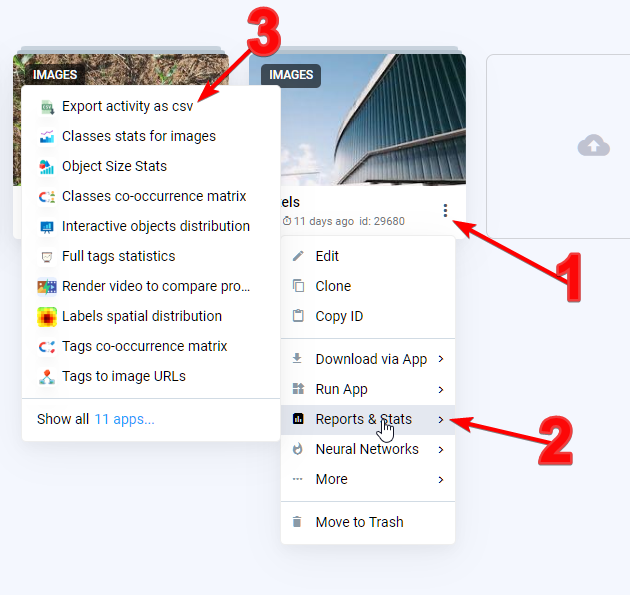 3
IMAGES
IMAGES
Export activity as csv
Classes stats for images
Object Size Stats
Classes co-occurrence matrix
Interactive objects distribution
Full tags statistics
Render video to compare pro...
Labels spatial distribution
Tags co-occurrence matrix
Tags to image URLs
Show all 11 apps...
els
11 days ago id: 29680
1
Edit
Clone
Copy ID
Download via App
Run App
Reports & Stats
2
Neural Networks
More
Move to Trash